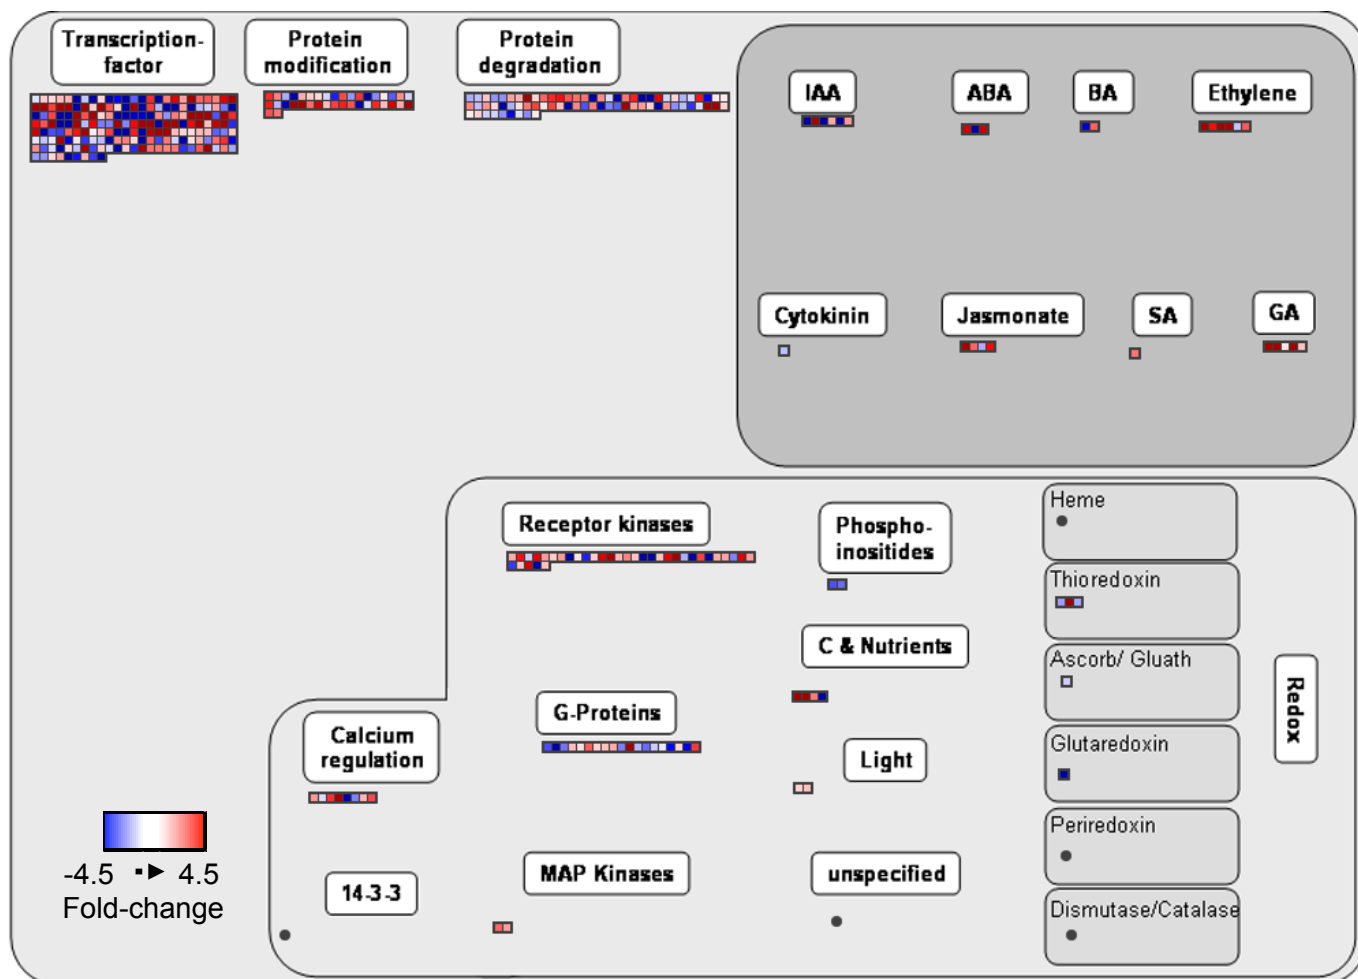 Transcription-
factor
Protein
modification
Protein
degradation
IAA
ABA
BA
Ethylene
Cytokinin
Jasmonate
SA
GA
Receptor kinases
Phospho-
inositides
C & Nutrients
G-Proteins
Light
Calcium
regulation
14-3-3
MAP Kinases
unspecified
Heme
Thioredoxin
Ascorb/ Gluath
Glutaredoxin
Periredoxin
Dismutase/Catalase
Redox
-4.5 4.5
Fold-change